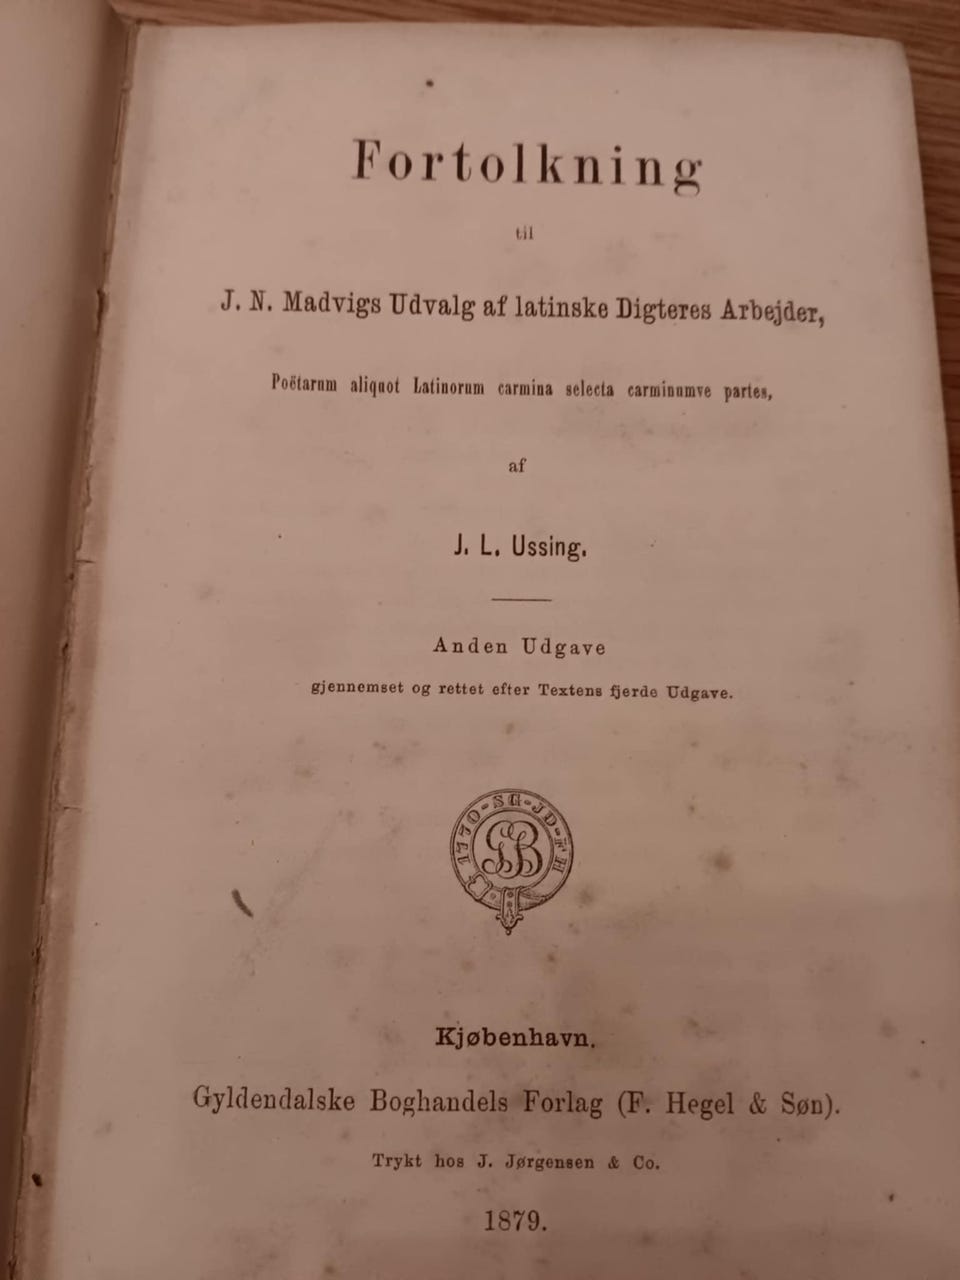 Fortolkning
til
J. N. Madvigs Udvalg af latinske Digteres Arbejder,
Poëtarum aliquot Latinorum carmina selecta carminumve partes,
af
J. L. Ussing.
Anden Udgave
gjennemset og rettet efter Textens fjerde Udgave.
1770-SG-JD-FH
GB
Kjøbenhavn.
Gyldendalske Boghandels Forlag (F. Hegel & Søn).
Trykt hos J. Jørgensen & Co.
1879.